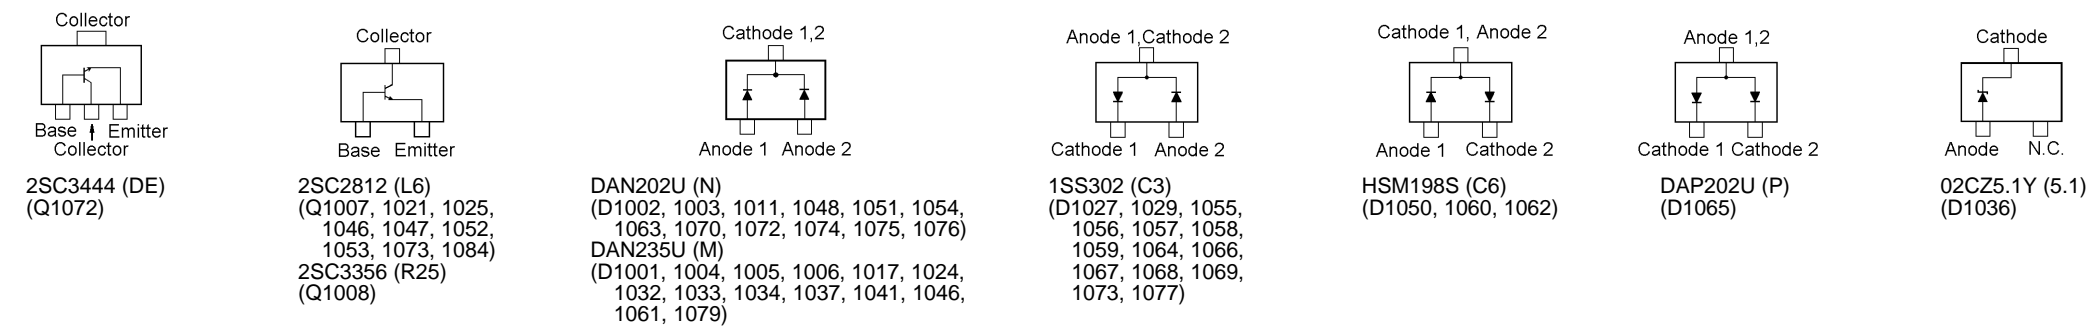 Collector
Base
Emitter
Collector
2SC3444 (DE)
(Q1072)
Collector
Base Emitter
2SC2812 (L6)
(Q1007, 1021, 1025,
1046, 1047, 1052,
1053, 1073, 1084)
2SC3356 (R25)
(Q1008)
Cathode 1,2
Anode 1 Anode 2
DAN202U (N)
(D1002, 1003, 1011, 1048, 1051, 1054,
1063, 1070, 1072, 1074, 1075, 1076)
DAN235U (M)
(D1001, 1004, 1005, 1006, 1017, 1024,
1032, 1033, 1034, 1037, 1041, 1046,
1061, 1079)
Anode 1,Cathode 2
Cathode 1 Anode 2
1SS302 (C3)
(D1027, 1029, 1055,
1056, 1057, 1058,
1059, 1064, 1066,
1067, 1068, 1069,
1073, 1077)
Cathode 1, Anode 2
Anode 1 Cathode 2
HSM198S (C6)
(D1050, 1060, 1062)
Anode 1,2
Cathode 1 Cathode 2
DAP202U (P)
(D1065)
Cathode
Anode N.C.
02CZ5.1Y (5.1)
(D1036)